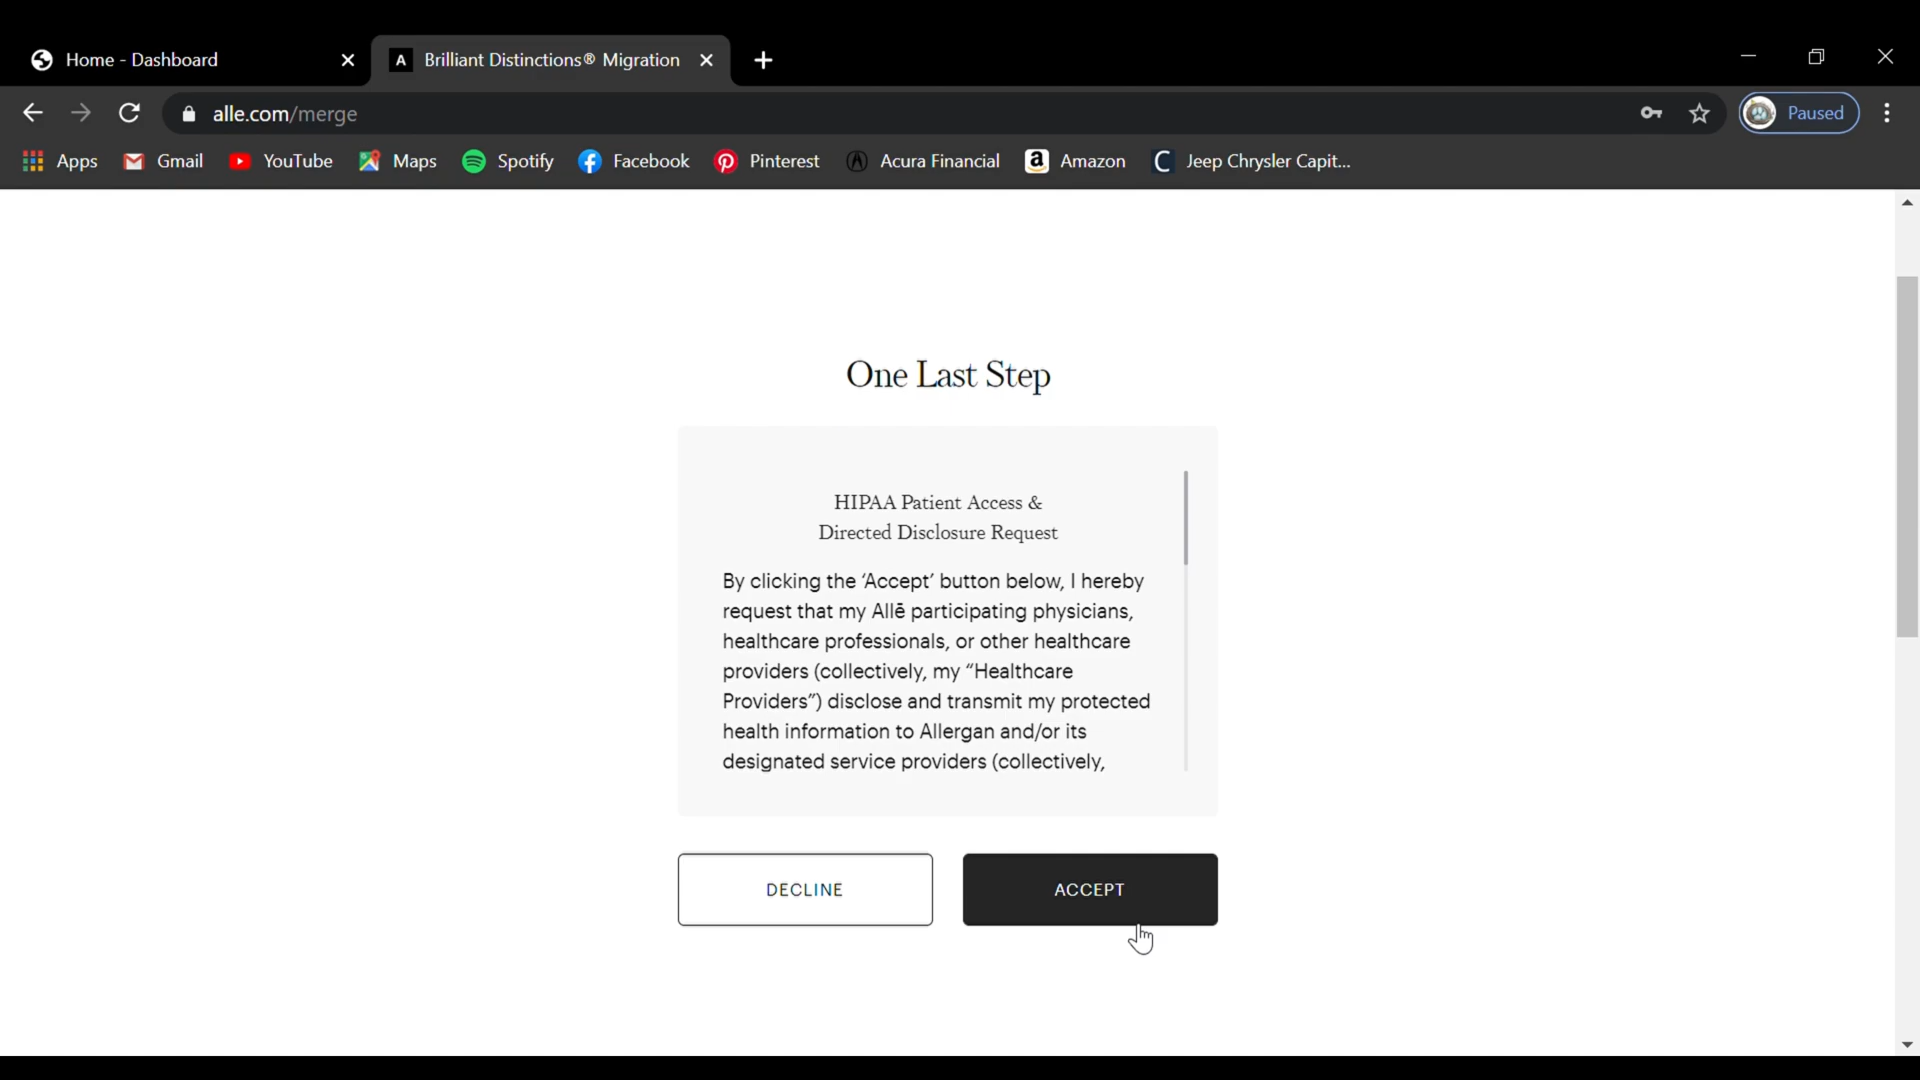 Home - Dashboard
A Brilliant Distinctions® Migration
alle.com/merge
Paused
Apps Gmail YouTube Maps Spotify Facebook Pinterest Acura Financial a Amazon C Jeep Chrysler Capit...
One Last Step
HIPAA Patient Access &
Directed Disclosure Request
By clicking the ‘Accept’ button below, I hereby
request that my Allē participating physicians,
healthcare professionals, or other healthcare
providers (collectively, my “Healthcare
Providers”) disclose and transmit my protected
health information to Allergan and/or its
designated service providers (collectively,
DECLINE ACCEPT